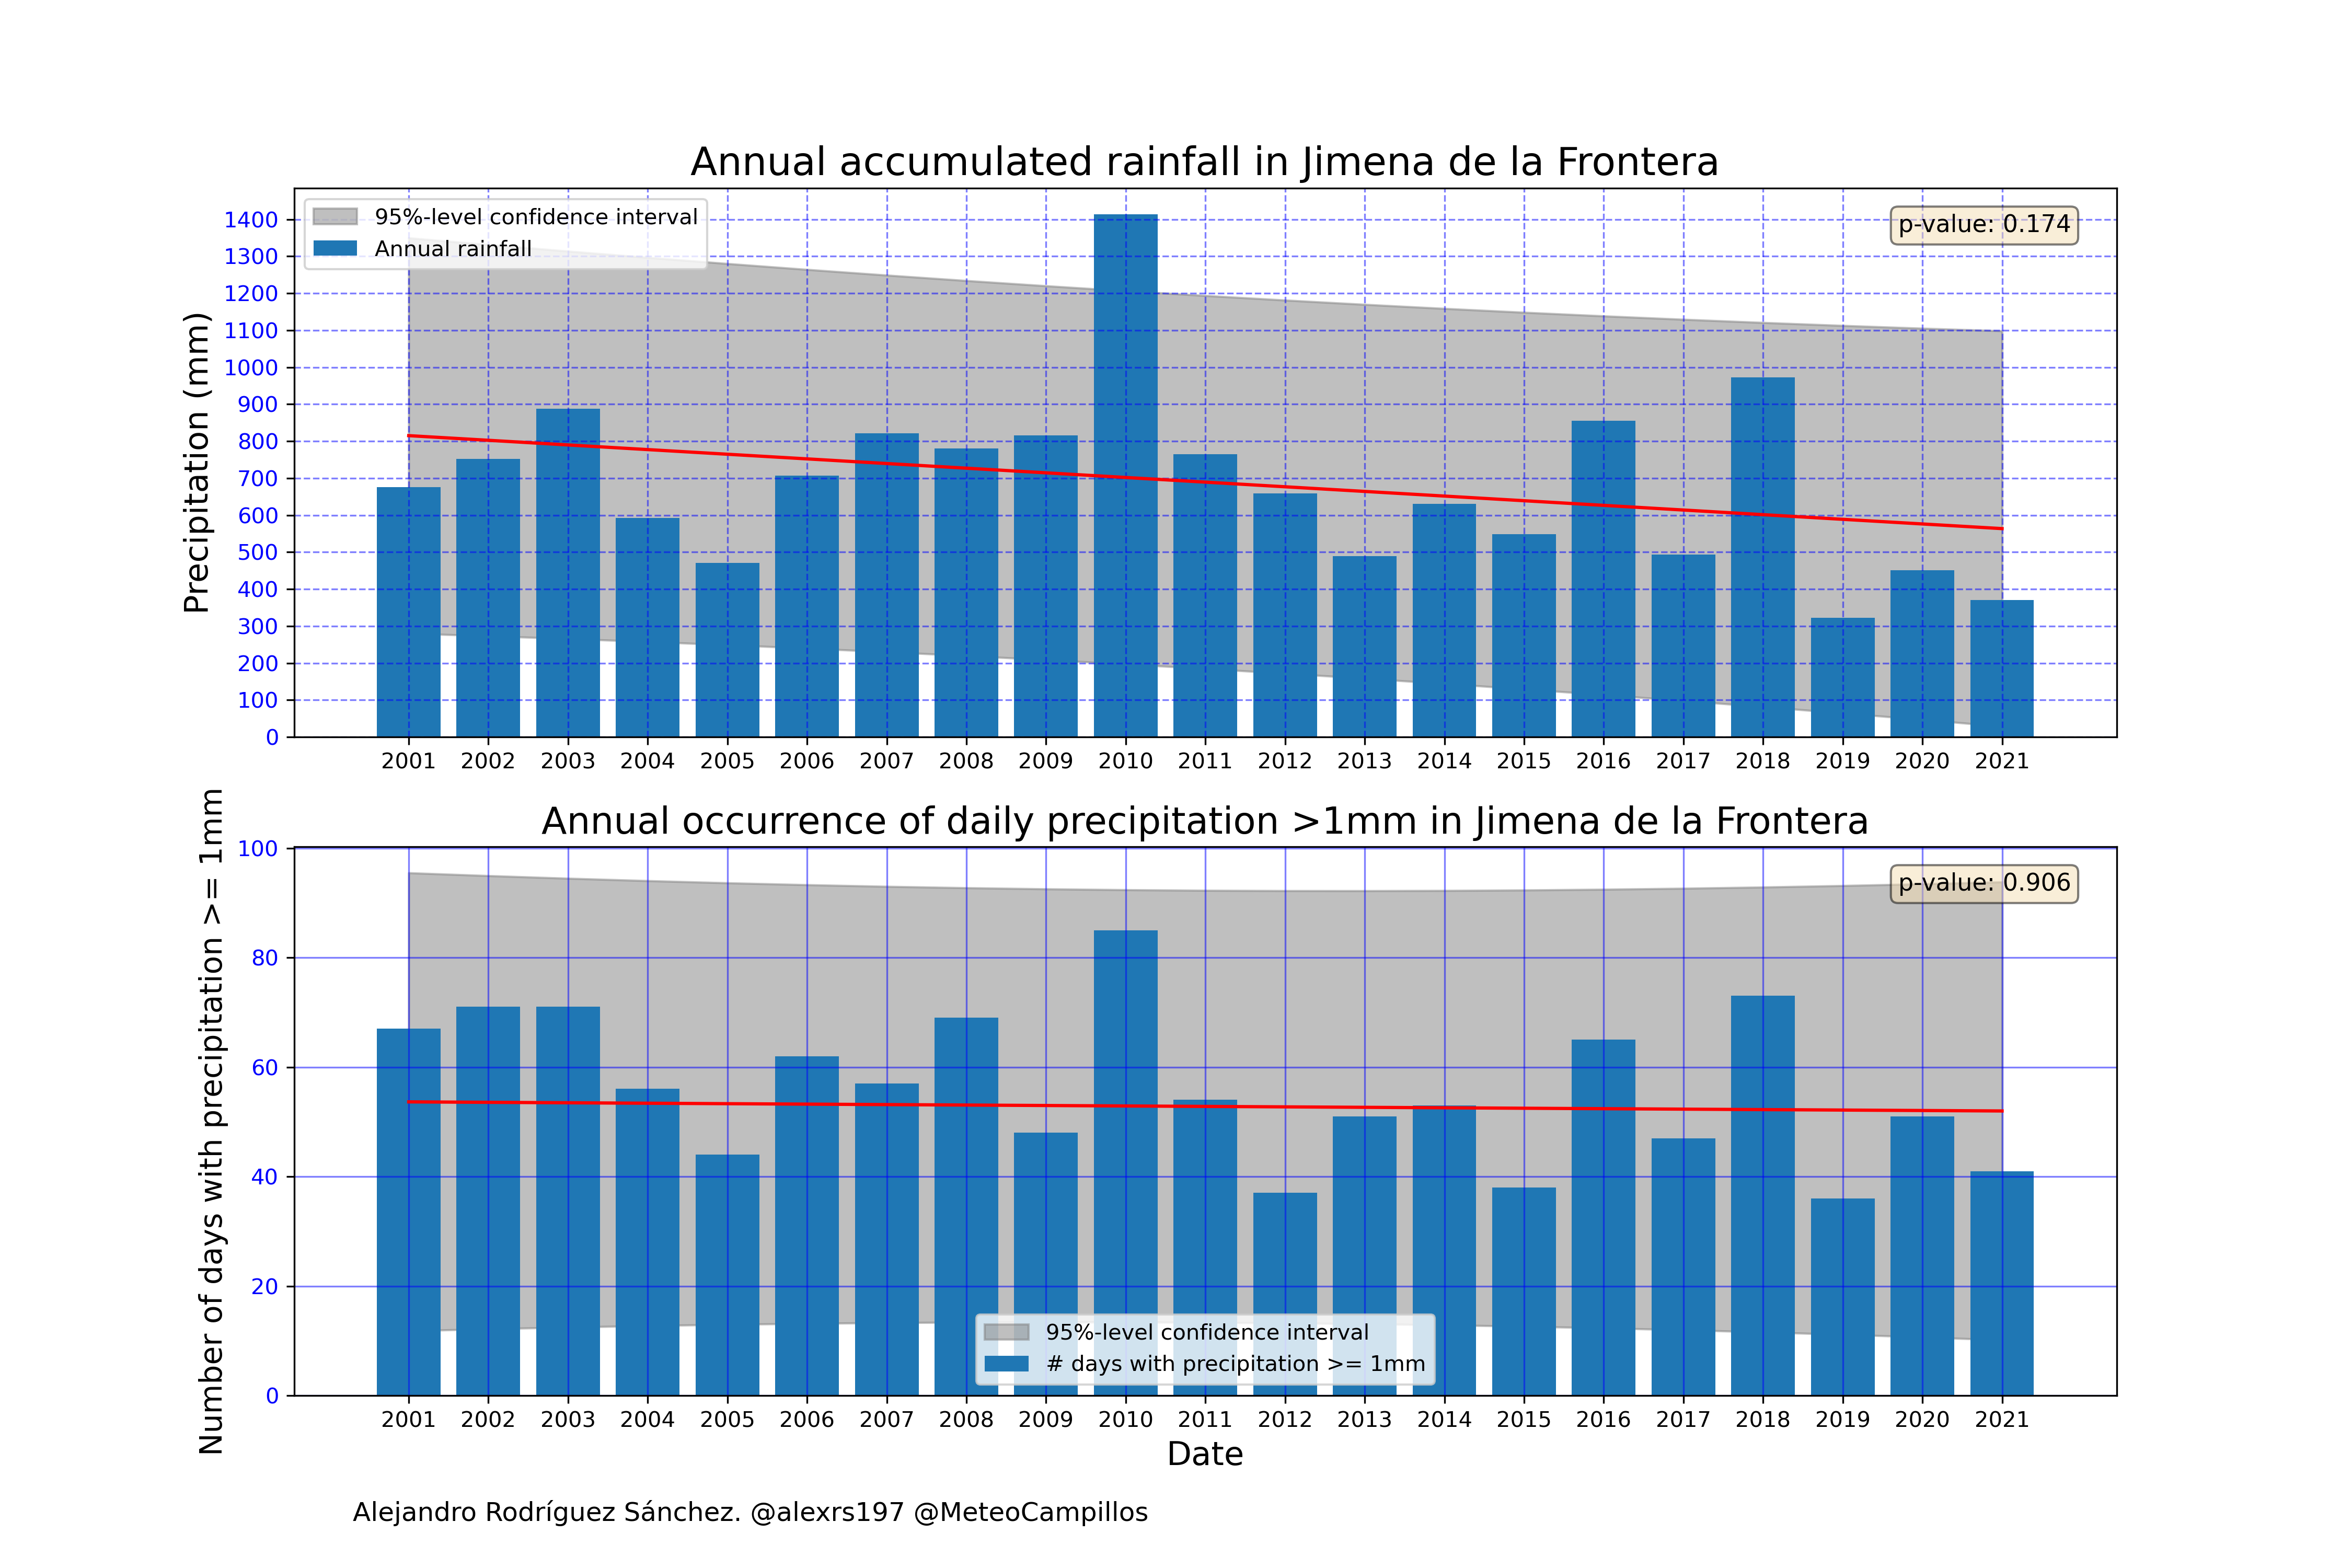 Annual accumulated rainfall in Jimena de la Frontera
95%-level confidence interval
Annual rainfall
p-value: 0.174
Precipitation (mm)
1400
1300
1200
1100
1000
900
800
700
600
500
400
300
200
100
0
2001 2002 2003 2004 2005 2006 2007 2008 2009 2010 2011 2012 2013 2014 2015 2016 2017 2018 2019 2020 2021
Annual occurrence of daily precipitation >1mm in Jimena de la Frontera
p-value: 0.906
Number of days with precipitation >= 1mm
100
80
60
40
20
0
95%-level confidence interval
# days with precipitation >= 1mm
2001 2002 2003 2004 2005 2006 2007 2008 2009 2010 2011 2012 2013 2014 2015 2016 2017 2018 2019 2020 2021
Date
Alejandro Rodríguez Sánchez. @alexrs197 @MeteoCampillos